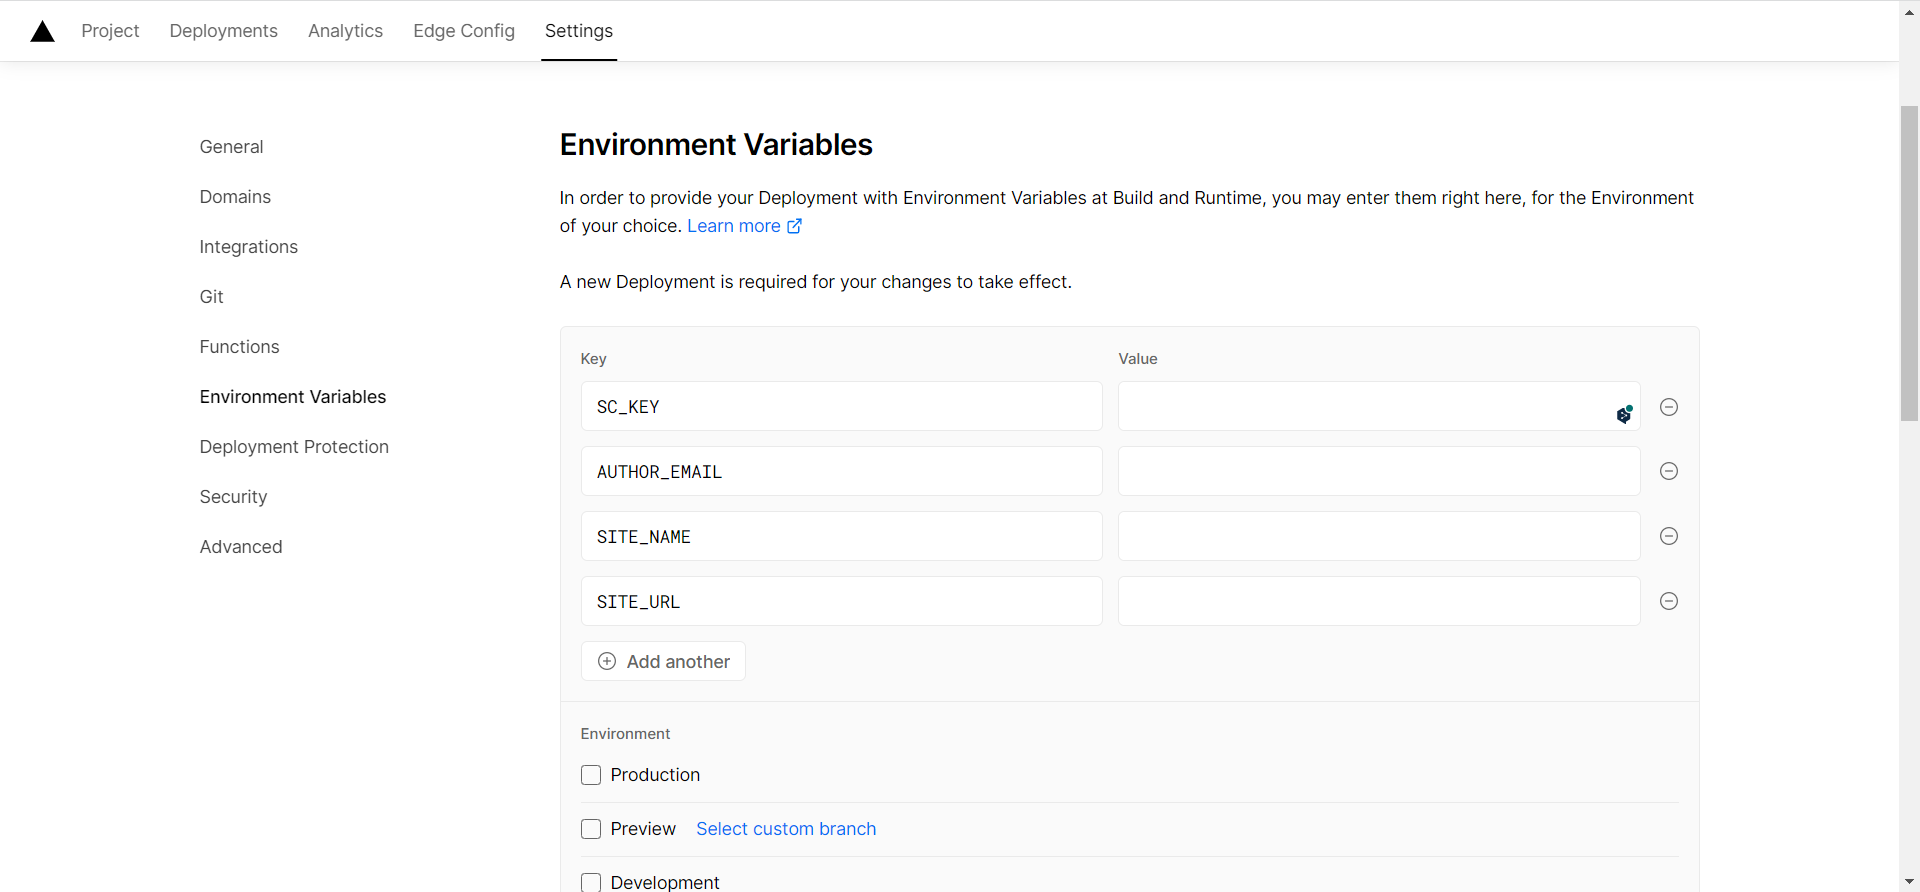 Project Deployments Analytics Edge Config Settings
General
Domains
Integrations
Git
Functions
Environment Variables
Deployment Protection
Security
Advanced
Environment Variables
In order to provide your Deployment with Environment Variables at Build and Runtime, you may enter them right here, for the Environment
of your choice. Learn more
A new Deployment is required for your changes to take effect.
Key Value
SC_KEY
AUTHOR_EMAIL
SITE_NAME
SITE_URL
Add another
Environment
Production
Preview Select custom branch
Development